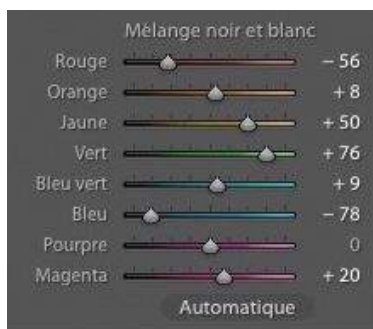 Mélange noir et blanc
Rouge − 56
Orange + 8
Jaune + 50
Vert + 76
Bleu vert + 9
Bleu − 78
Pourpre 0
Magenta + 20
Automatique